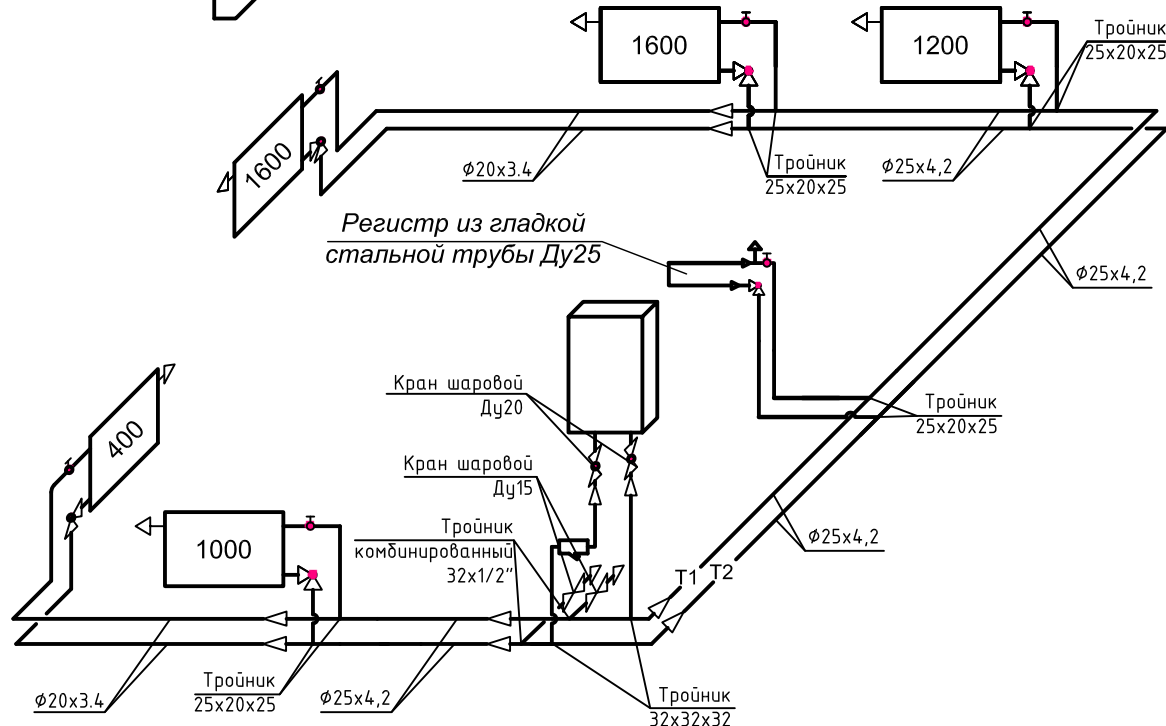 1600
1200
Тройник
25х20х25
1600
Ф20х3.4
Тройник
25х20х25
Ф25х4,2
Регистр из гладкой
стальной трубы Ду25
Ф25х4,2
Кран шаровой
Ду20
Тройник
25х20х25
400
Кран шаровой
Ду15
Тройник
комбинированный
32х1/2"
1000
Ф25х4,2
Т1 Т2
Ф20х3.4
Тройник
25х20х25
Ф25х4,2
Тройник
32х32х32